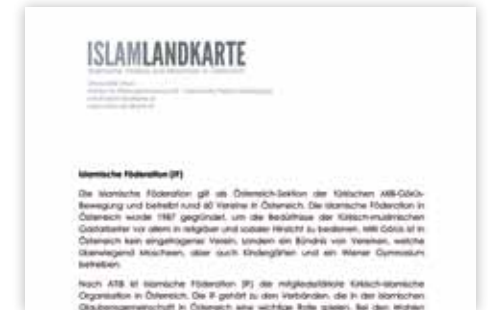 ISLAMLANDKARTE
Islamische Föderation (IF)
Die Islamische Föderation gilt als Österreich-Sektion der türkischen Milli-Görüs-
Bewegung und betreibt rund 60 Vereine in Österreich. Die Islamische Föderation in
Österreich wurde 1987 gegründet, um die Bedürfnisse der türkisch-muslimischen
Gastarbeiter vor allem in religiöser und sozialer Hinsicht zu bedienen. Milli Görüs ist in
Österreich kein eingetragener Verein, sondern ein Bündnis von Vereinen, welche
überwiegend Moscheen, aber auch Kindergärten und ein Wiener Gymnasium
betreiben.
Nach ATIB ist Islamische Föderation (IF) die mitgliedstärkste türkisch-islamische
Organisation in Österreich. Die IF gehört zu den Verbänden, die in der Islamischen
Glaubensgemeinschaft in Österreich eine wichtige Rolle spielen. Bei den Wahlen